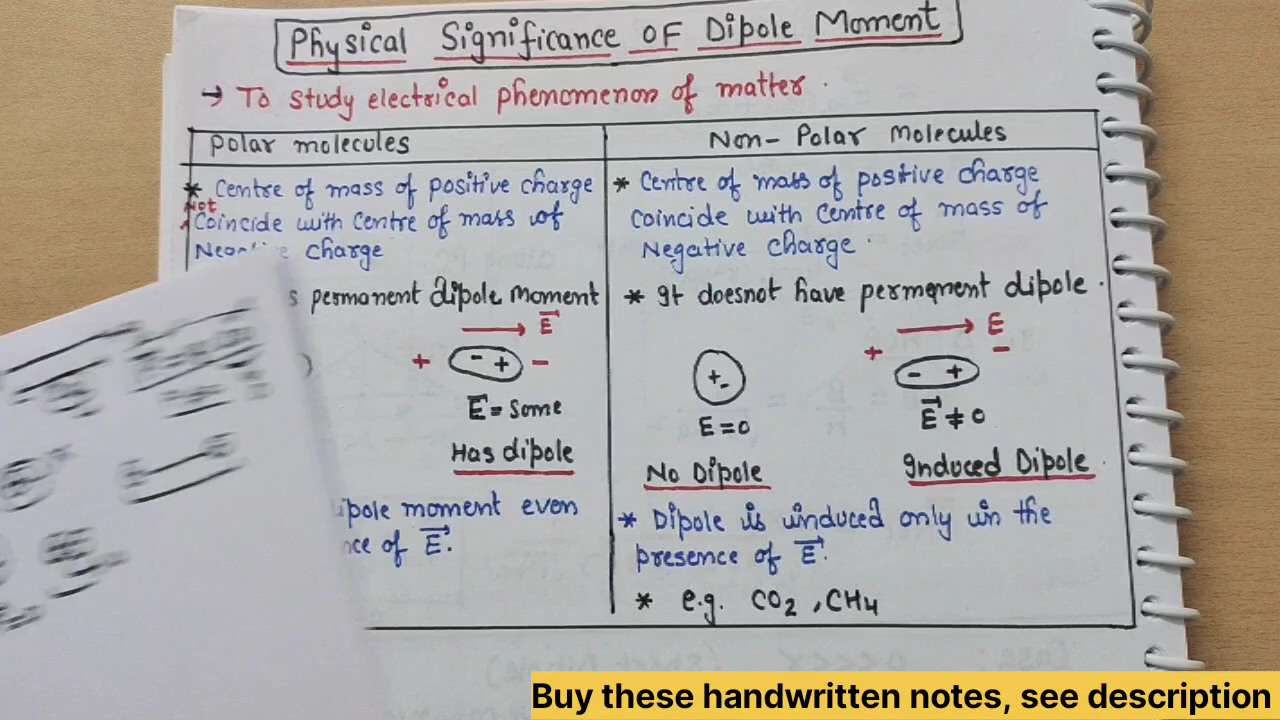 Physical Significance OF Dipole Moment
→ To study electrical phenomenon of matter.
Polar molecules
* Centre of mass of positive charge
Not
Coincide with Centre of mass of
charge
s permanent dipole moment
E
+ - + -
E = Some
Has dipole
ipole moment even
nce of E.
Non-Polar Molecules
* Centre of mass of positive charge
Coincide with Centre of mass of
Negative charge.
* It doesnot have permanent dipole.
E
+ -
+ - + -
E = 0
E ≠ 0
No Dipole
Induced Dipole.
* Dipole is induced only in the
presence of E.
* e.g. CO2, CH4
Buy these handwritten notes, see description